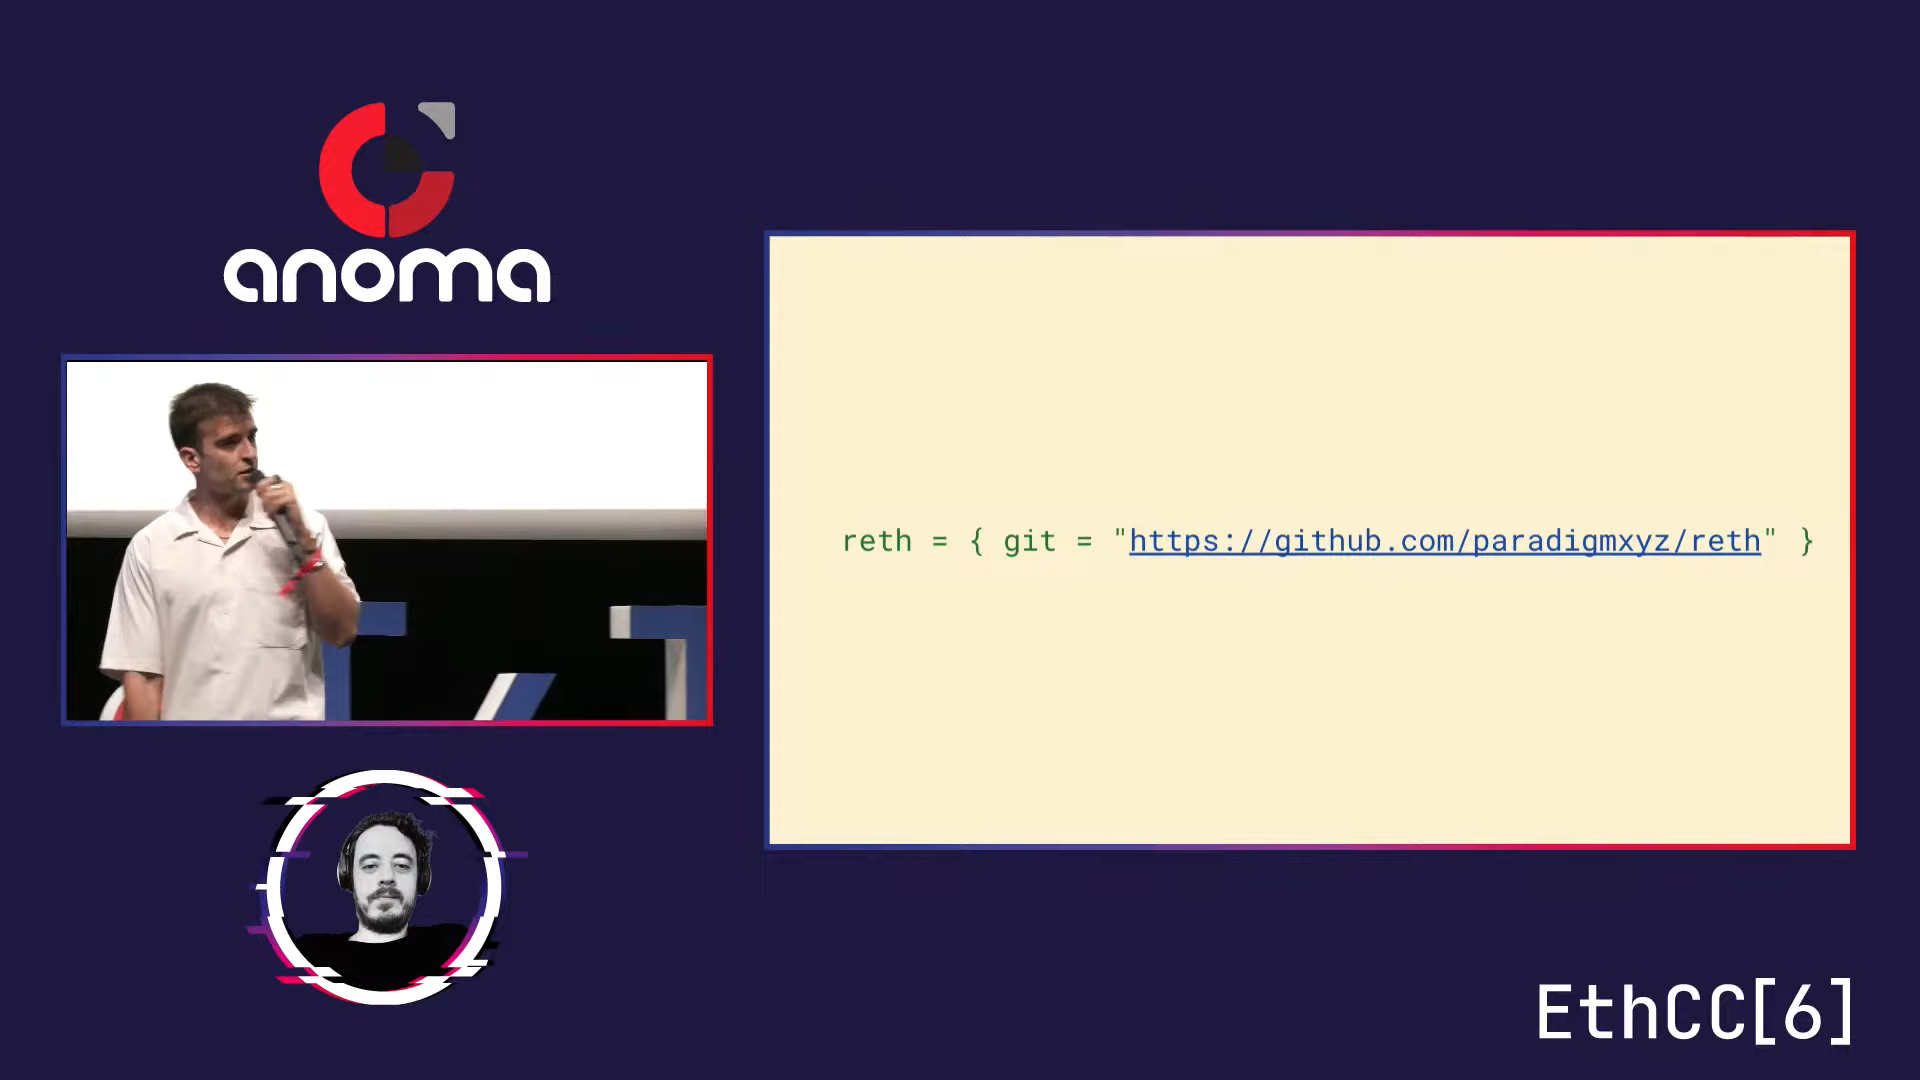 anoma
reth = { git = "https://github.com/paradigmxyz/reth" }
EthCC[6]